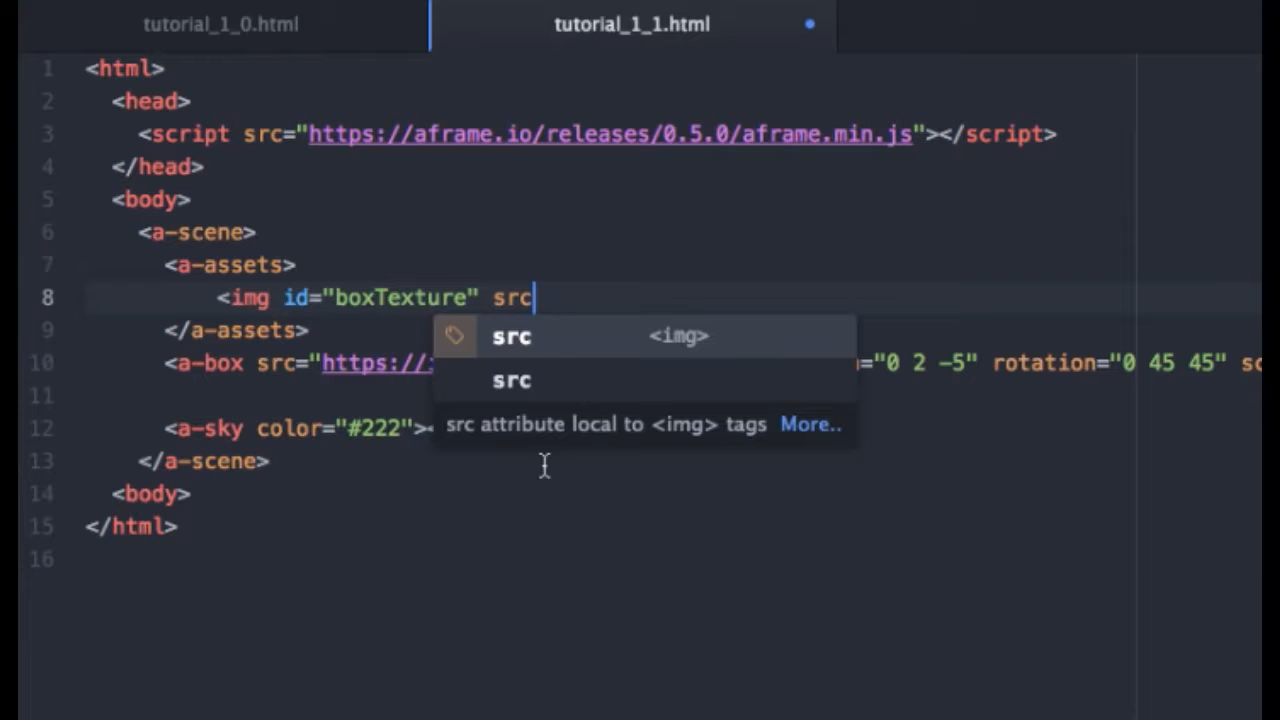 tutorial_1_0.html
tutorial_1_1.html
1 <html>
2 <head>
3 <script src="https://aframe.io/releases/0.5.0/aframe.min.js"></script>
4 </head>
5 <body>
6 <a-scene>
7 <a-assets>
8 <img id="boxTexture" src
src <img>
src
src attribute local to <img> tags More..
9 </a-assets>
10 <a-box src="https:// ="0 2 -5" rotation="0 45 45" sc
11
12 <a-sky color="#222">
13 </a-scene>
14 <body>
15 </html>
16